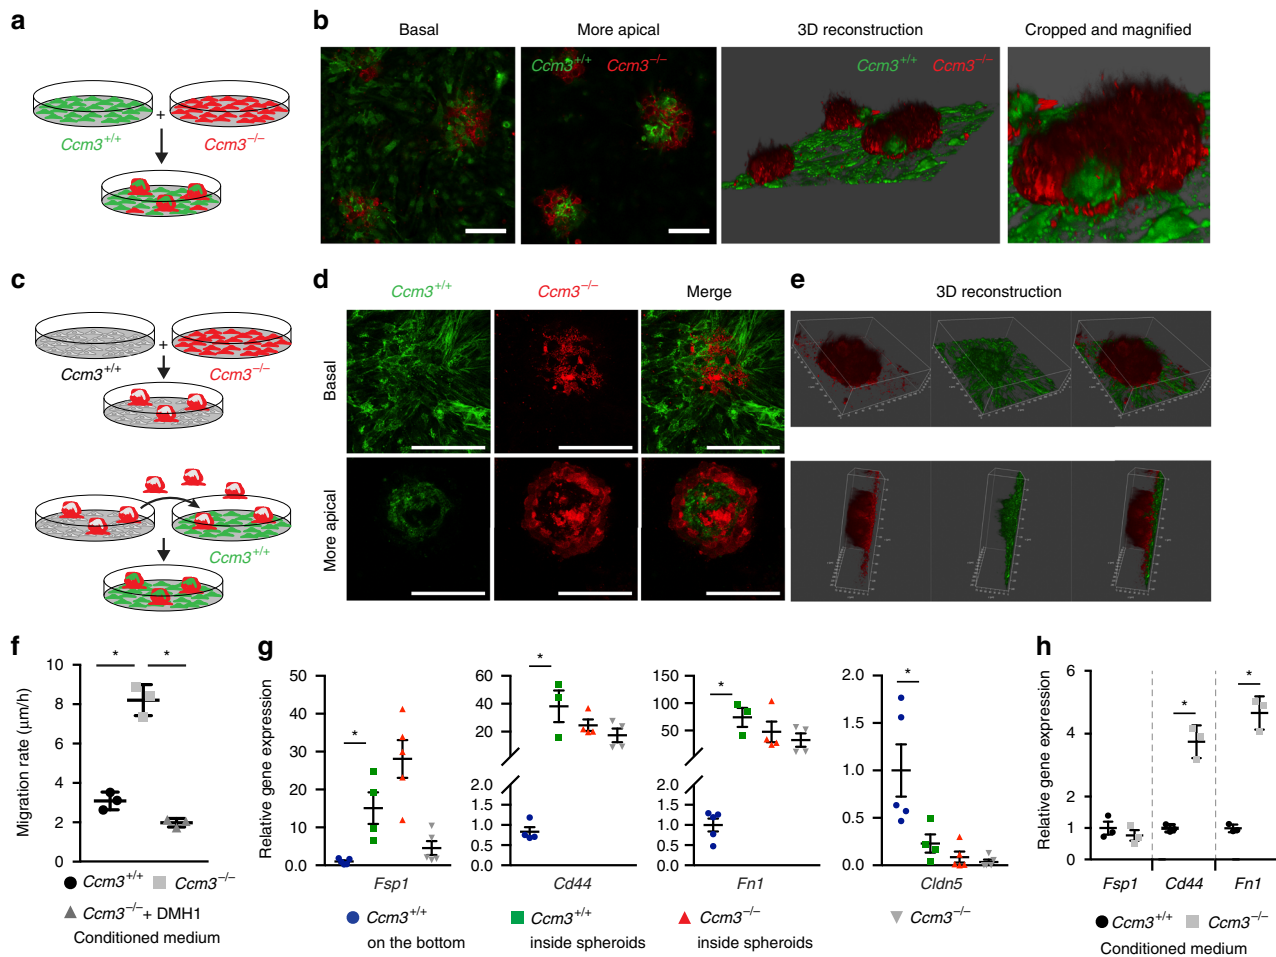 a
Ccm3+/+
+
Ccm3−/−
b
Basal
More apical
3D reconstruction
Cropped and magnified
Ccm3+/+ Ccm3−/−
Ccm3+/+ Ccm3−/−
c
Ccm3+/+
+
Ccm3−/−
Ccm3+/+
d
Ccm3+/+
Ccm3−/−
Merge
Basal
More apical
e
3D reconstruction
f
Migration rate (μm/h)
10
8
6
4
2
0
* *
Ccm3+/+ Ccm3−/−
Ccm3−/− + DMH1
Conditioned medium
g
Relative gene expression
50
40
30
20
10
0
*
Fsp1
60
40
20
1.0
1.5
1.0
0.5
0.0
*
Cd44
100
50
2.0
1.5
1.0
0.5
0.0
*
Fn1
2.0
1.5
1.0
0.5
0.0
*
Cldn5
Ccm3+/+
on the bottom
Ccm3+/+
inside spheroids
Ccm3−/−
inside spheroids
Ccm3−/−
h
Relative gene expression
6
4
2
1
0
* *
Fsp1 Cd44 Fn1
Ccm3+/+ Ccm3−/−
Conditioned medium